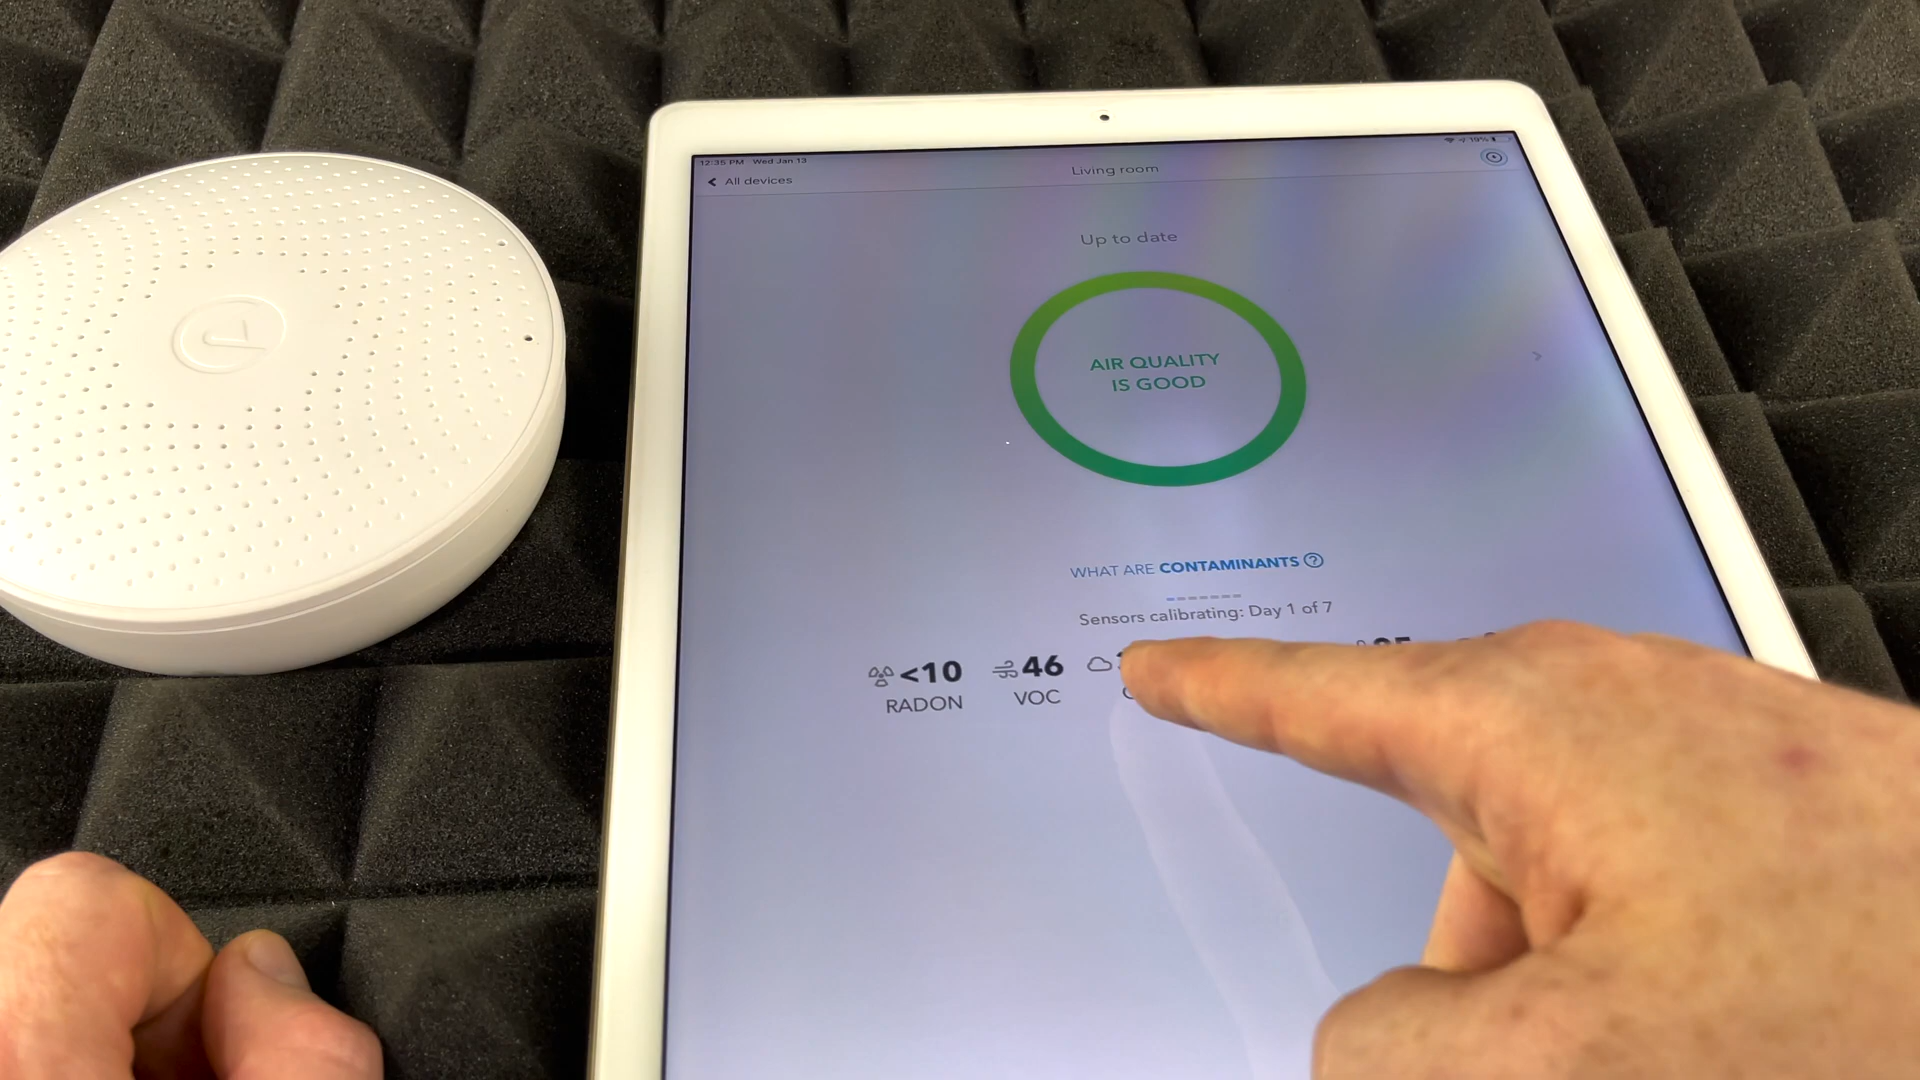 12:35 PM Wed Jan 13
19%
All devices
Living room
Up to date
AIR QUALITY
IS GOOD
WHAT ARE CONTAMINANTS ?
Sensors calibrating: Day 1 of 7
<10 46
RADON VOC